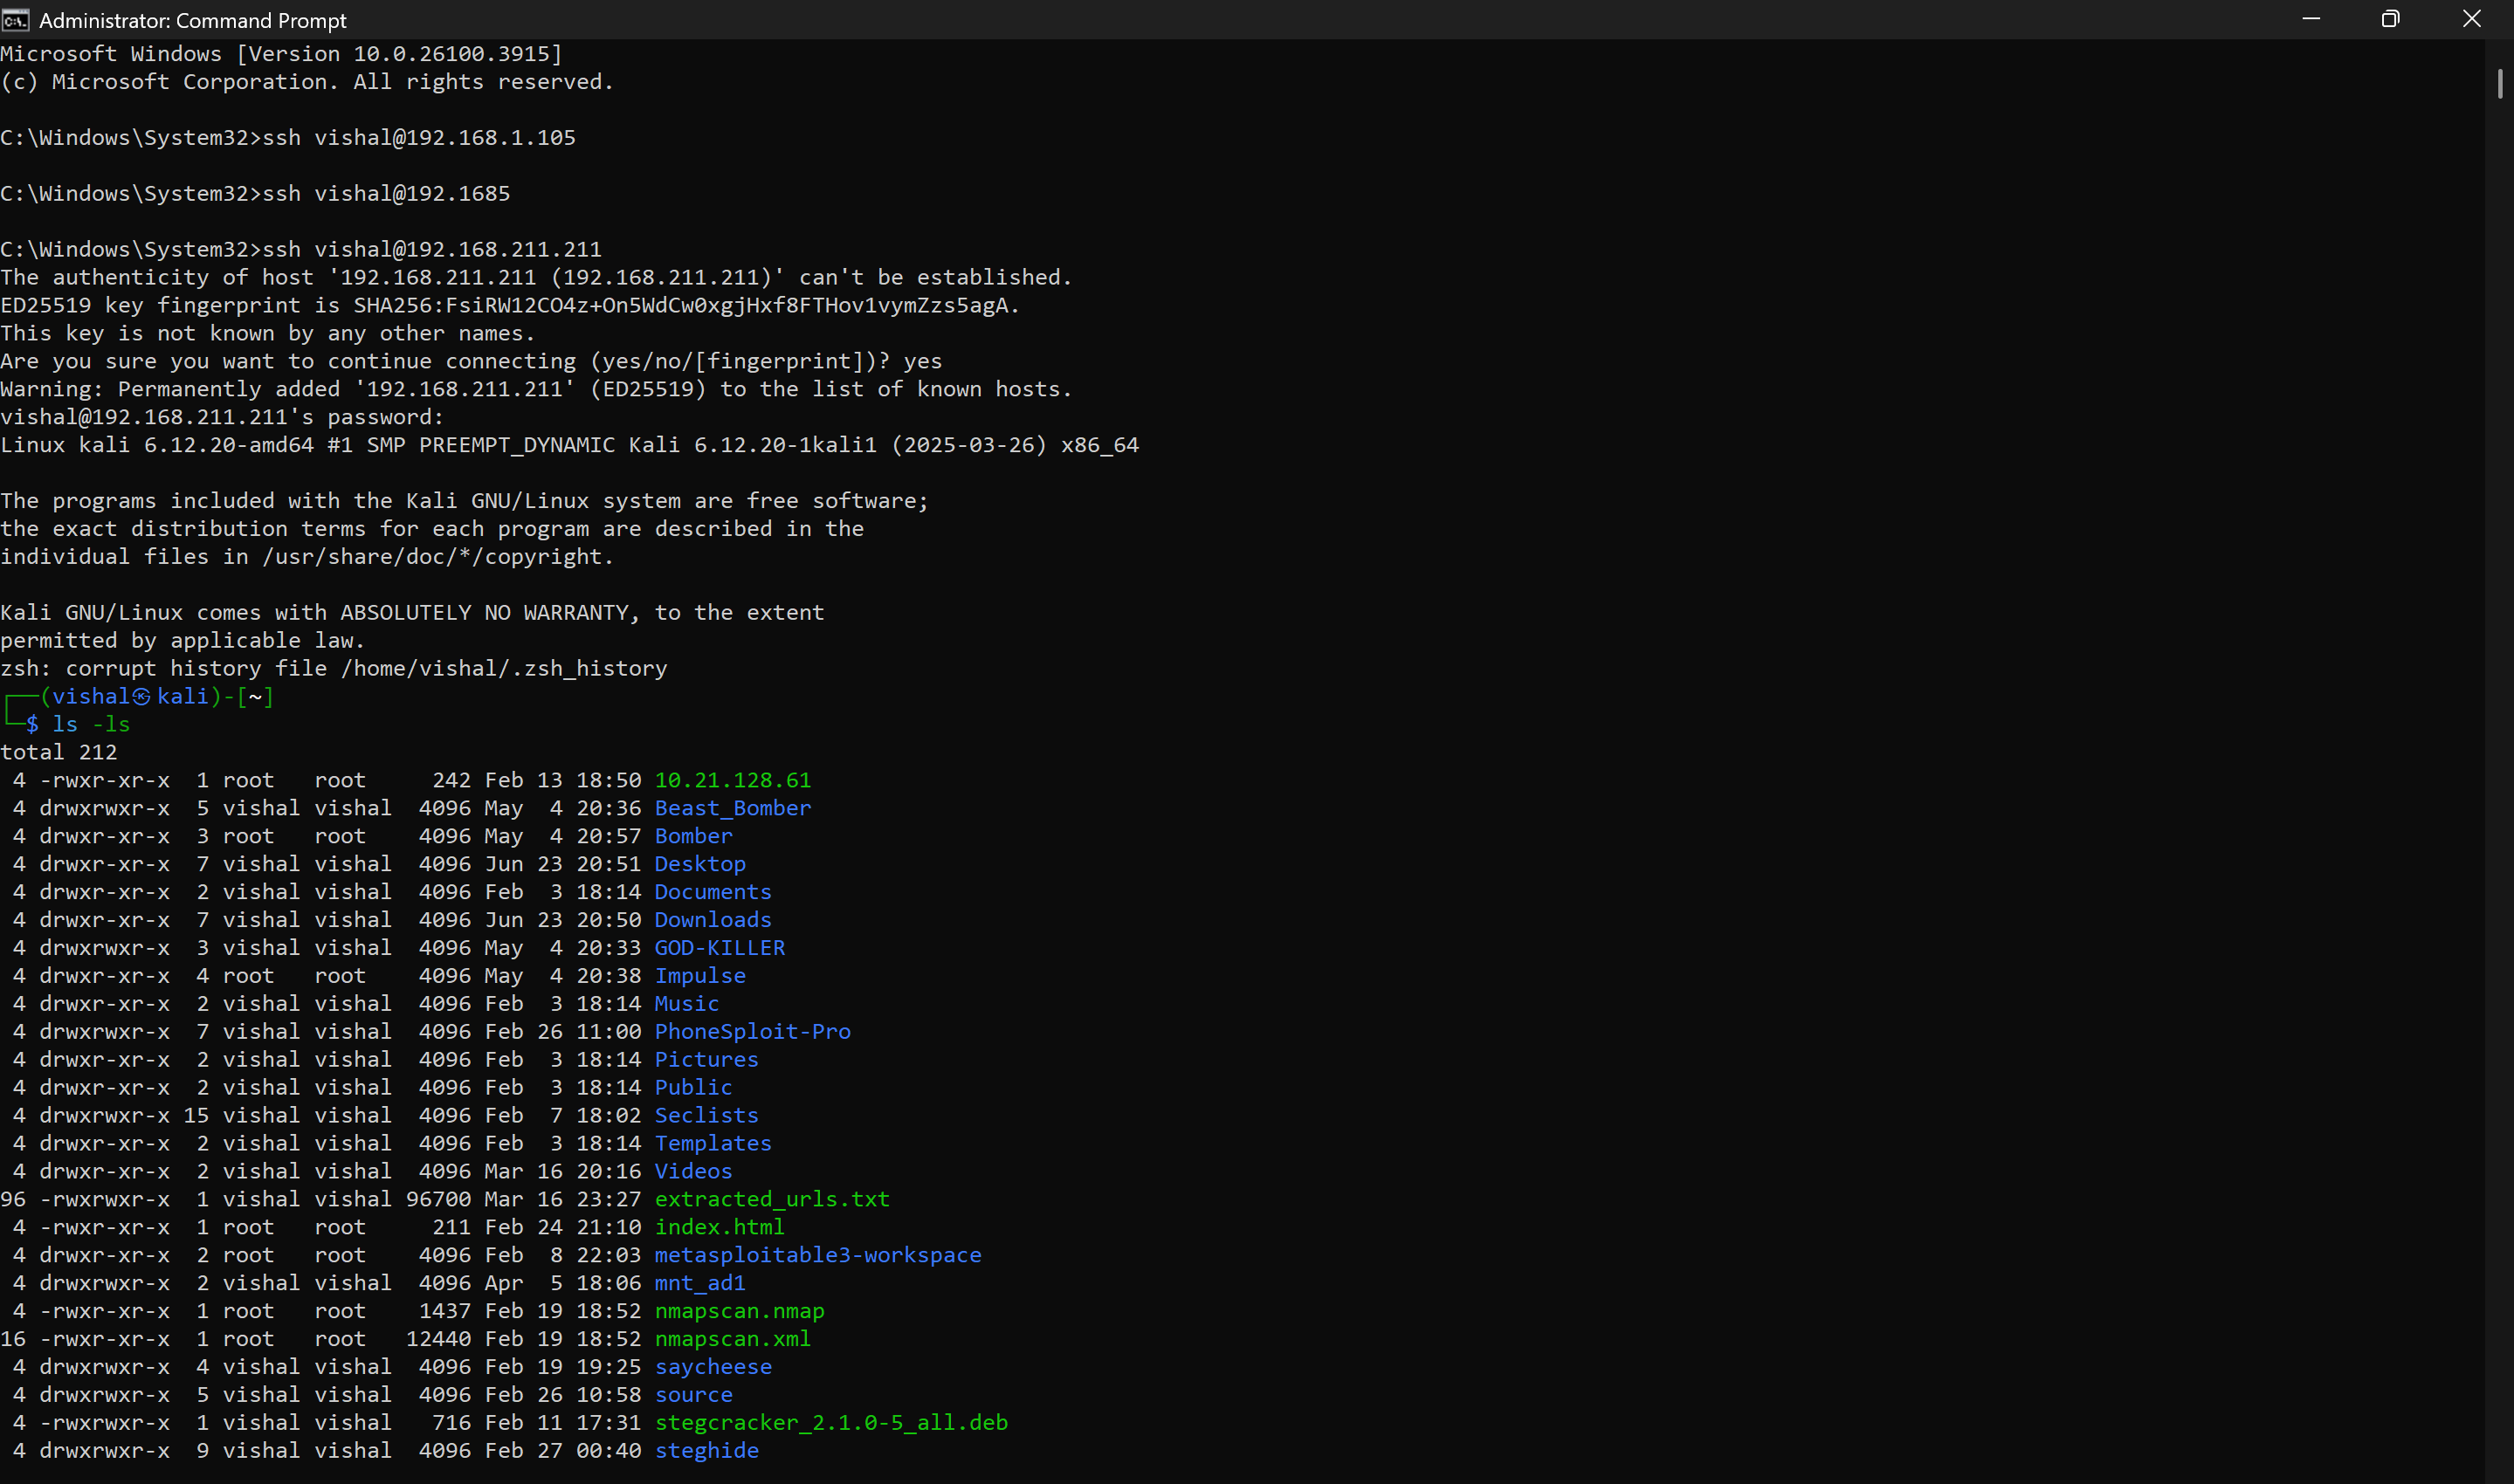 Administrator: Command Prompt
Microsoft Windows [Version 10.0.26100.3915]
(c) Microsoft Corporation. All rights reserved.
C:\Windows\System32>ssh vishal@192.168.1.105
C:\Windows\System32>ssh vishal@192.1685
C:\Windows\System32>ssh vishal@192.168.211.211
The authenticity of host '192.168.211.211 (192.168.211.211)' can't be established.
ED25519 key fingerprint is SHA256:FsiRW12CO4z+On5WdCw0xgjHxf8FTHov1vymZzs5agA.
This key is not known by any other names.
Are you sure you want to continue connecting (yes/no/[fingerprint])? yes
Warning: Permanently added '192.168.211.211' (ED25519) to the list of known hosts.
vishal@192.168.211.211's password:
Linux kali 6.12.20-amd64 #1 SMP PREEMPT_DYNAMIC Kali 6.12.20-1kali1 (2025-03-26) x86_64
The programs included with the Kali GNU/Linux system are free software;
the exact distribution terms for each program are described in the
individual files in /usr/share/doc/*/copyright.
Kali GNU/Linux comes with ABSOLUTELY NO WARRANTY, to the extent
permitted by applicable law.
zsh: corrupt history file /home/vishal/.zsh_history
┌──(vishal㉿kali)-[~]
└─$ ls -ls
total 212
 4 -rwxr-xr-x  1 root   root     242 Feb 13 18:50 10.21.128.61
 4 drwxrwxr-x  5 vishal vishal  4096 May  4 20:36 Beast_Bomber
 4 drwxr-xr-x  3 root   root    4096 May  4 20:57 Bomber
 4 drwxr-xr-x  7 vishal vishal  4096 Jun 23 20:51 Desktop
 4 drwxr-xr-x  2 vishal vishal  4096 Feb  3 18:14 Documents
 4 drwxr-xr-x  7 vishal vishal  4096 Jun 23 20:50 Downloads
 4 drwxrwxr-x  3 vishal vishal  4096 May  4 20:33 GOD-KILLER
 4 drwxr-xr-x  4 root   root    4096 May  4 20:38 Impulse
 4 drwxr-xr-x  2 vishal vishal  4096 Feb  3 18:14 Music
 4 drwxrwxr-x  7 vishal vishal  4096 Feb 26 11:00 PhoneSploit-Pro
 4 drwxr-xr-x  2 vishal vishal  4096 Feb  3 18:14 Pictures
 4 drwxr-xr-x  2 vishal vishal  4096 Feb  3 18:14 Public
 4 drwxrwxr-x 15 vishal vishal  4096 Feb  7 18:02 Seclists
 4 drwxr-xr-x  2 vishal vishal  4096 Feb  3 18:14 Templates
 4 drwxr-xr-x  2 vishal vishal  4096 Mar 16 20:16 Videos
96 -rwxrwxr-x  1 vishal vishal 96700 Mar 16 23:27 extracted_urls.txt
 4 -rwxr-xr-x  1 root   root     211 Feb 24 21:10 index.html
 4 drwxr-xr-x  2 root   root    4096 Feb  8 22:03 metasploitable3-workspace
 4 drwxrwxr-x  2 vishal vishal  4096 Apr  5 18:06 mnt_ad1
 4 -rwxr-xr-x  1 root   root    1437 Feb 19 18:52 nmapscan.nmap
16 -rwxr-xr-x  1 root   root   12440 Feb 19 18:52 nmapscan.xml
 4 drwxrwxr-x  4 vishal vishal  4096 Feb 19 19:25 saycheese
 4 drwxrwxr-x  5 vishal vishal  4096 Feb 26 10:58 source
 4 -rwxrwxr-x  1 vishal vishal   716 Feb 11 17:31 stegcracker_2.1.0-5_all.deb
 4 drwxrwxr-x  9 vishal vishal  4096 Feb 27 00:40 steghide